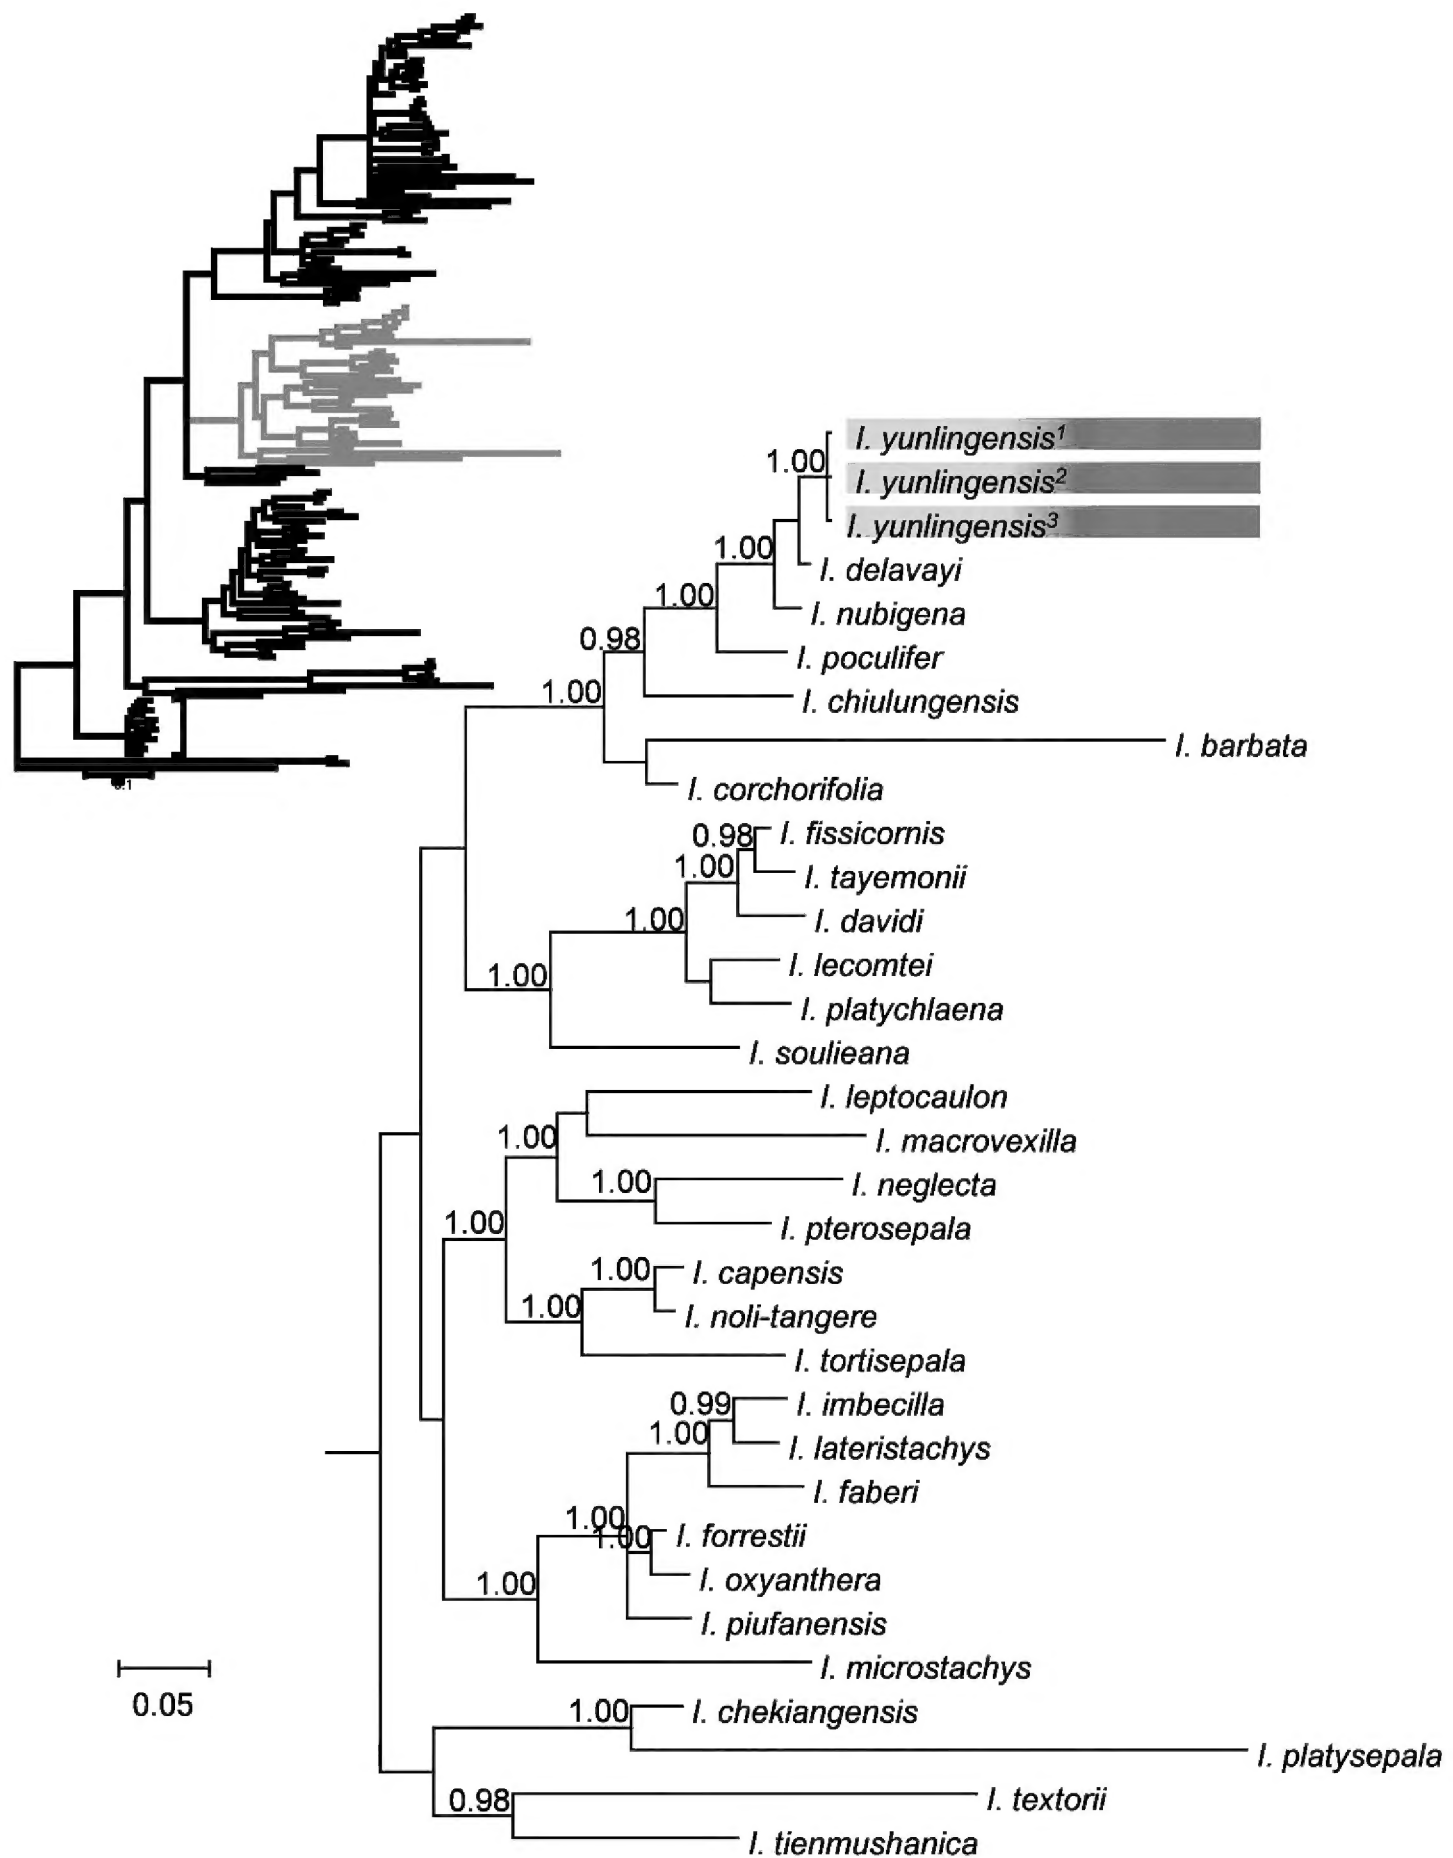 I. yunlingensis¹
1.00
I. yunlingensis²
I. yunlingensis³
1.00
I. delavayi
1.00
I. nubigena
0.98
I. poculifer
1.00
I. chiulungensis
I. barbata
0.1
I. corchorifolia
0.98
I. fissicornis
1.00
I. tayemonii
1.00
I. davidi
I. lecomtei
1.00
I. platychlaena
I. soulieana
I. leptocaulon
1.00
I. macrovexilla
1.00
I. neglecta
1.00
I. pterosepala
1.00
I. capensis
1.00
I. noli-tangere
I. tortisepala
0.99
I. imbecilla
1.00
I. lateristachys
I. faberi
1.00
1.00
I. forrestii
1.00
I. oxyanthera
I. piufanensis
I. microstachys
0.05
1.00
I. chekiangensis
I. platysepala
0.98
I. textorii
I. tienmushanica